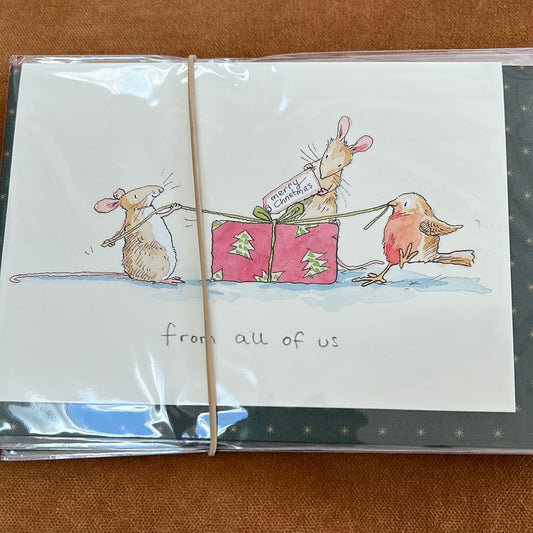 merry
Christmas
from all of us